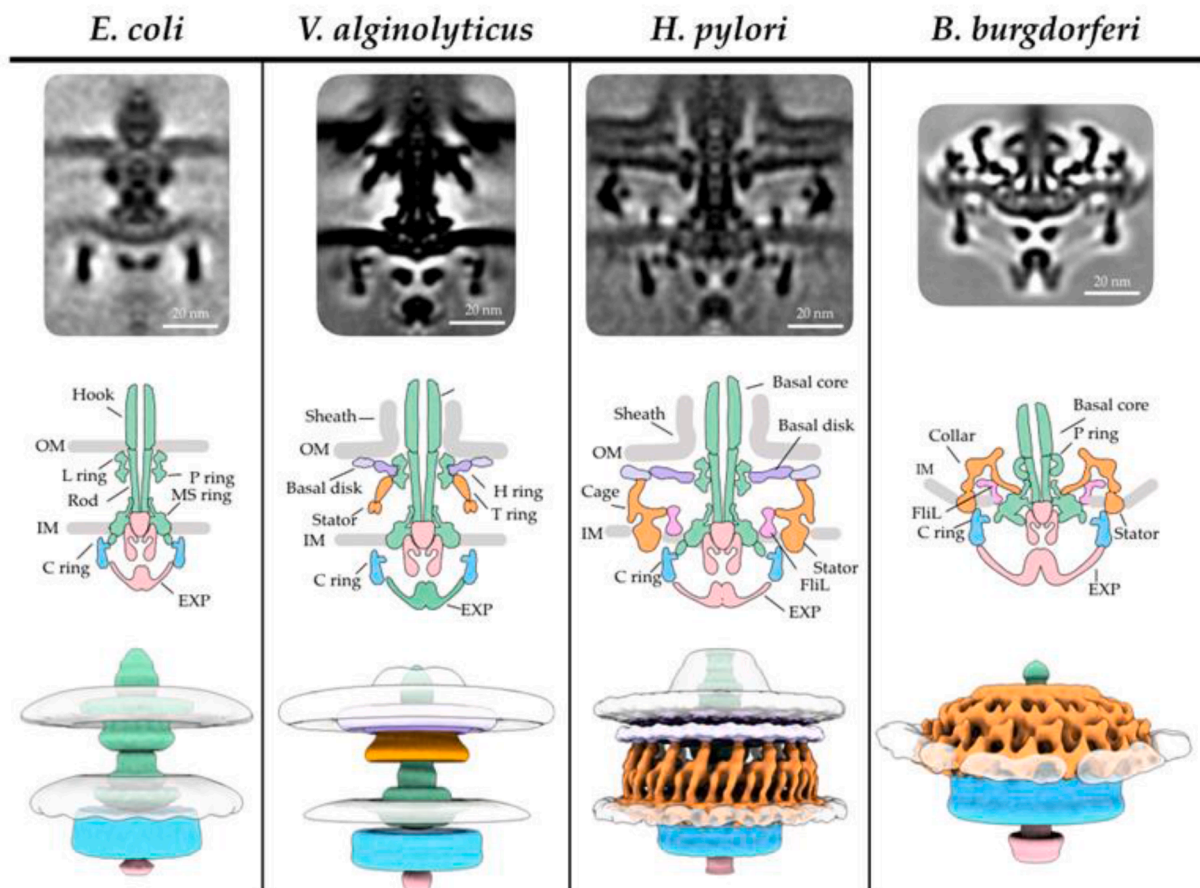 E. coli
V. alginolyticus
H. pylori
B. burgdorferi
20 nm
20 nm
20 nm
20 nm
Hook
OM
L ring
P ring
Rod
MS ring
IM
C ring
EXP
Sheath
OM
Basal disk
H ring
T ring
Stator
IM
C ring
EXP
Basal core
Sheath
Basal disk
OM
Cage
IM
Stator
C ring
FliL
EXP
Basal core
Collar
P ring
IM
FliL
C ring
Stator
EXP